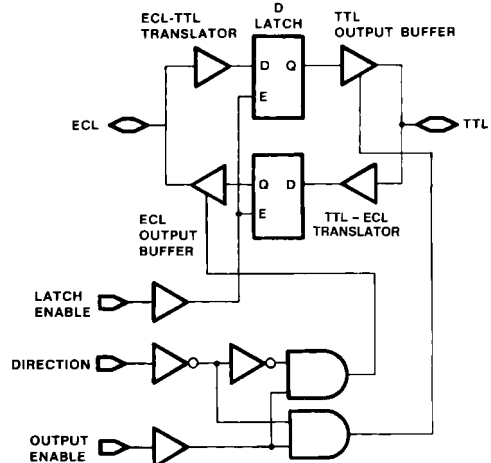 ECL-TTL
TRANSLATOR
D
LATCH
TTL
OUTPUT BUFFER
D Q
E
ECL
TTL
Q D
E
ECL
OUTPUT
BUFFER
TTL - ECL
TRANSLATOR
LATCH
ENABLE
DIRECTION
OUTPUT
ENABLE